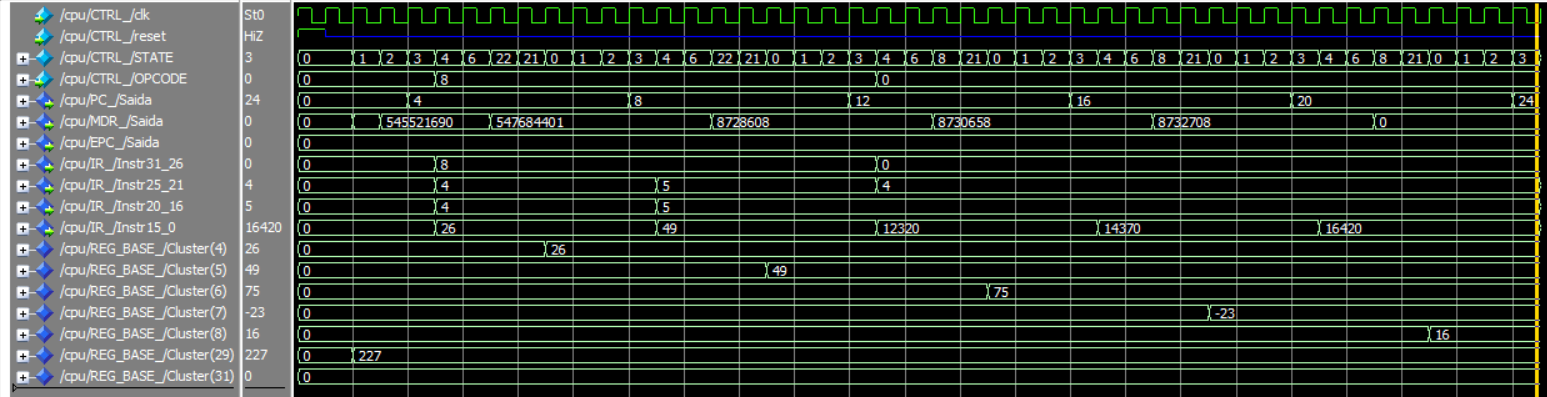 /cpu/CTRL_/clk St0
/cpu/CTRL_/reset HiZ
/cpu/CTRL_/STATE 3 0 1 2 3 4 6 22 21 0 1 2 3 4 6 22 21 0 1 2 3 4 6 8 21 0 1 2 3 4 6 8 21 0 1 2 3 4 6 8 21 0 1 2 3
/cpu/CTRL_/OPCODE 0 0 8 0
/cpu/PC_/Saida 24 0 4 8 12 16 20 24
/cpu/MDR_/Saida 0 0 545521690 547684401 8728608 8730658 8732708 0
/cpu/EPC_/Saida 0 0
/cpu/IR_/Instr31_26 0 0 8 0
/cpu/IR_/Instr25_21 4 0 4 5 4
/cpu/IR_/Instr20_16 5 0 4 5
/cpu/IR_/Instr15_0 16420 0 26 49 12320 14370 16420
/cpu/REG_BASE_/Cluster(4) 26 0 26
/cpu/REG_BASE_/Cluster(5) 49 0 49
/cpu/REG_BASE_/Cluster(6) 75 0 75
/cpu/REG_BASE_/Cluster(7) -23 0 -23
/cpu/REG_BASE_/Cluster(8) 16 0 16
/cpu/REG_BASE_/Cluster(29) 227 0 227
/cpu/REG_BASE_/Cluster(31) 0 0